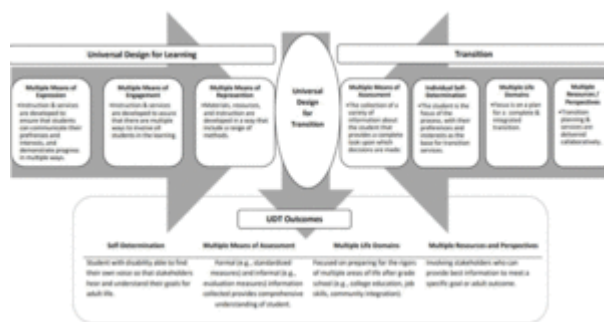 Universal Design for Learning
Transition
Multiple Means of
Expression
•Instruction & services
are developed to
ensure that students
can communicate their
preferences and
interests, and
demonstrate progress
in multiple ways.
Multiple Means of
Engagement
•Instruction & services
are developed to assure
that there are multiple
ways to involve all
students in the learning.
Multiple Means of
Representation
•Materials, resources,
and instruction are
developed in a way that include
a range of
methods.
Universal
Design
for
Transition
Multiple Means of
Assessment
•The collection of a
variety of information
about the student
that provides a complete
look upon which
decisions are made.
Individual Self-
Determination
•The student is the
focus of the
process, with their
preferences and
interests as the
base for transition
services.
Multiple Life
Domains
•Focus is on a plan
for a complete &
integrated
transition.
Multiple
Resources /
Perspectives
•Transition
planning &
services are
delivered
collaboratively.
UDT Outcomes
Self-Determination
Student with disability able to find
their own voice so that stakeholders
hear and understand their goals for
adult life.
Multiple Means of Assessment
Formal (e.g., standardized
measures) and informal (e.g.,
evaluation measures) information
collected provides comprehensive
understanding of student.
Multiple Life Domains:
Focused on preparing for the rigors
of multiple areas of life after grade
school (e.g., college education, job
skills, community integration).
Multiple Resources and Perspectives
Involving stakeholders who can
provide best information to meet a
specific goal or adult outcome.